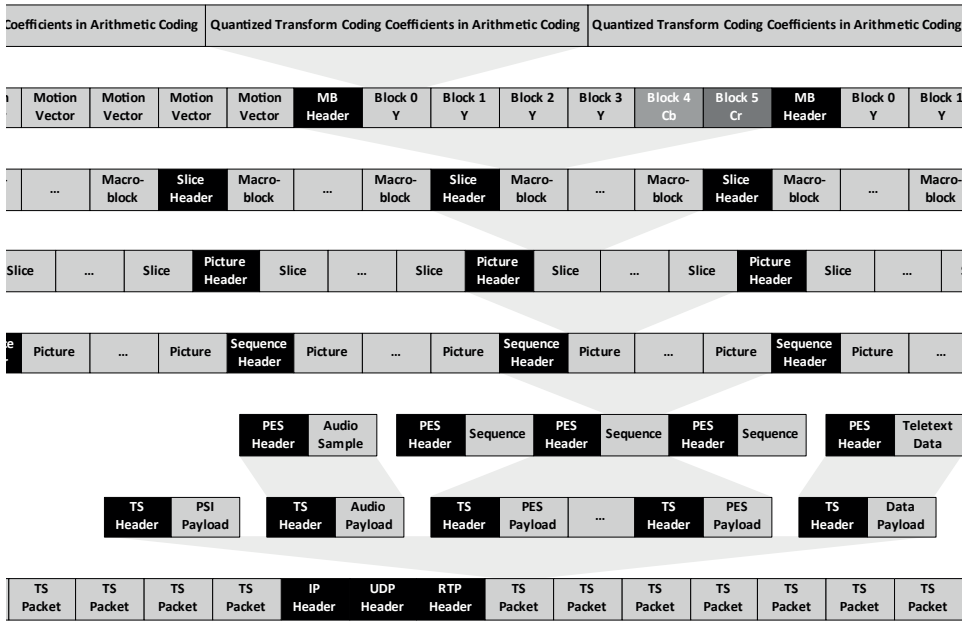 Coefficients in Arithmetic Coding
Quantized Transform Coding Coefficients in Arithmetic Coding
Quantized Transform Coding Coefficients in Arithmetic Coding
Motion
Vector
Motion
Vector
Motion
Vector
Motion
Vector
MB
Header
Block 0
Y
Block 1
Y
Block 2
Y
Block 3
Y
Block 4
Cb
Block 5
Cr
MB
Header
Block 0
Y
Block 1
Y
...
Macro-
block
Slice
Header
Macro-
block
...
Macro-
block
Slice
Header
Macro-
block
...
Macro-
block
Slice
Header
Macro-
block
...
Macro-
block
Slice
...
Slice
Picture
Header
Slice
...
Slice
Picture
Header
Slice
...
Slice
Picture
Header
Slice
...
Picture
...
Picture
Sequence
Header
Picture
...
Picture
Sequence
Header
Picture
...
Picture
Sequence
Header
Picture
...
PES
Header
Audio
Sample
PES
Header
Sequence
PES
Header
Sequence
PES
Header
Sequence
PES
Header
Teletext
Data
TS
Header
PSI
Payload
TS
Header
Audio
Payload
TS
Header
PES
Payload
...
TS
Header
PES
Payload
TS
Header
Data
Payload
TS
Packet
TS
Packet
TS
Packet
TS
Packet
IP
Header
UDP
Header
RTP
Header
TS
Packet
TS
Packet
TS
Packet
TS
Packet
TS
Packet
TS
Packet
TS
Packet